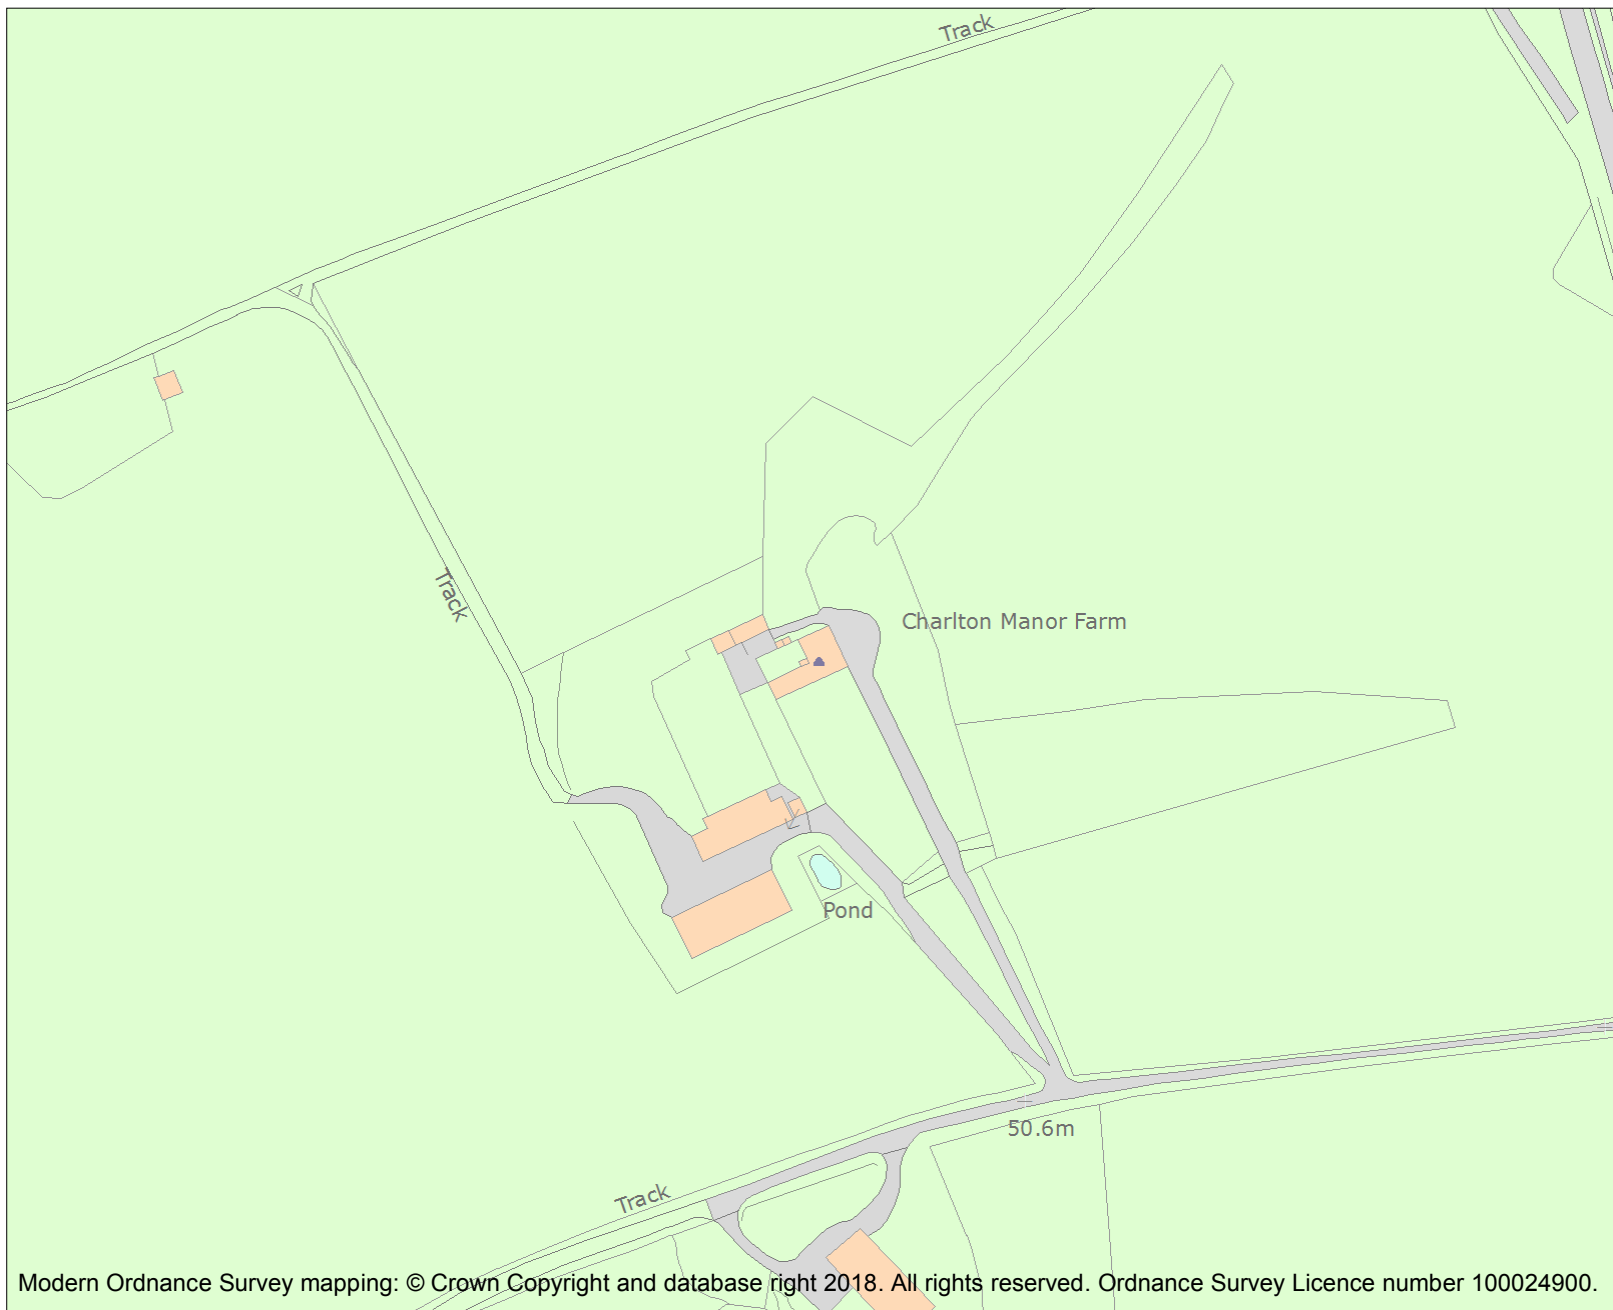 Track
Track
Charlton Manor Farm
Pond
50.6m
Track
Modern Ordnance Survey mapping: © Crown Copyright and database right 2018. All rights reserved. Ordnance Survey Licence number 100024900.